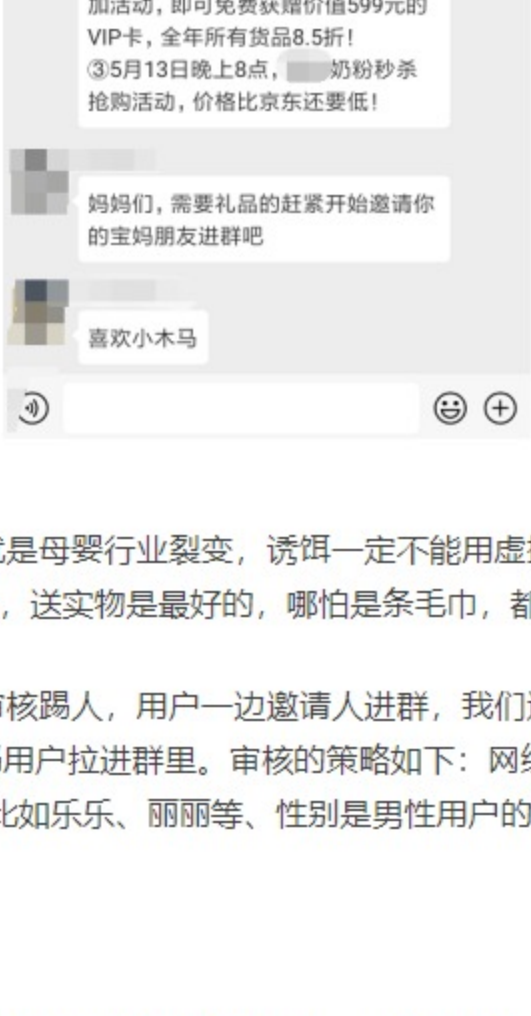 加活动，即可免费获赠价值599元的
VIP卡，全年所有货品8.5折！
③5月13日晚上8点，奶粉秒杀
抢购活动，价格比京东还要低！
妈妈们，需要礼品的赶紧开始邀请你
的宝妈朋友进群吧
喜欢小木马
是母婴行业裂变，诱饵一定不能用虚
，送实物是最好的，哪怕是条毛巾，都
核踢人，用户一边邀请人进群，我们
用户拉进群里。审核的策略如下：网
比如乐乐、丽丽等、性别是男性用户的